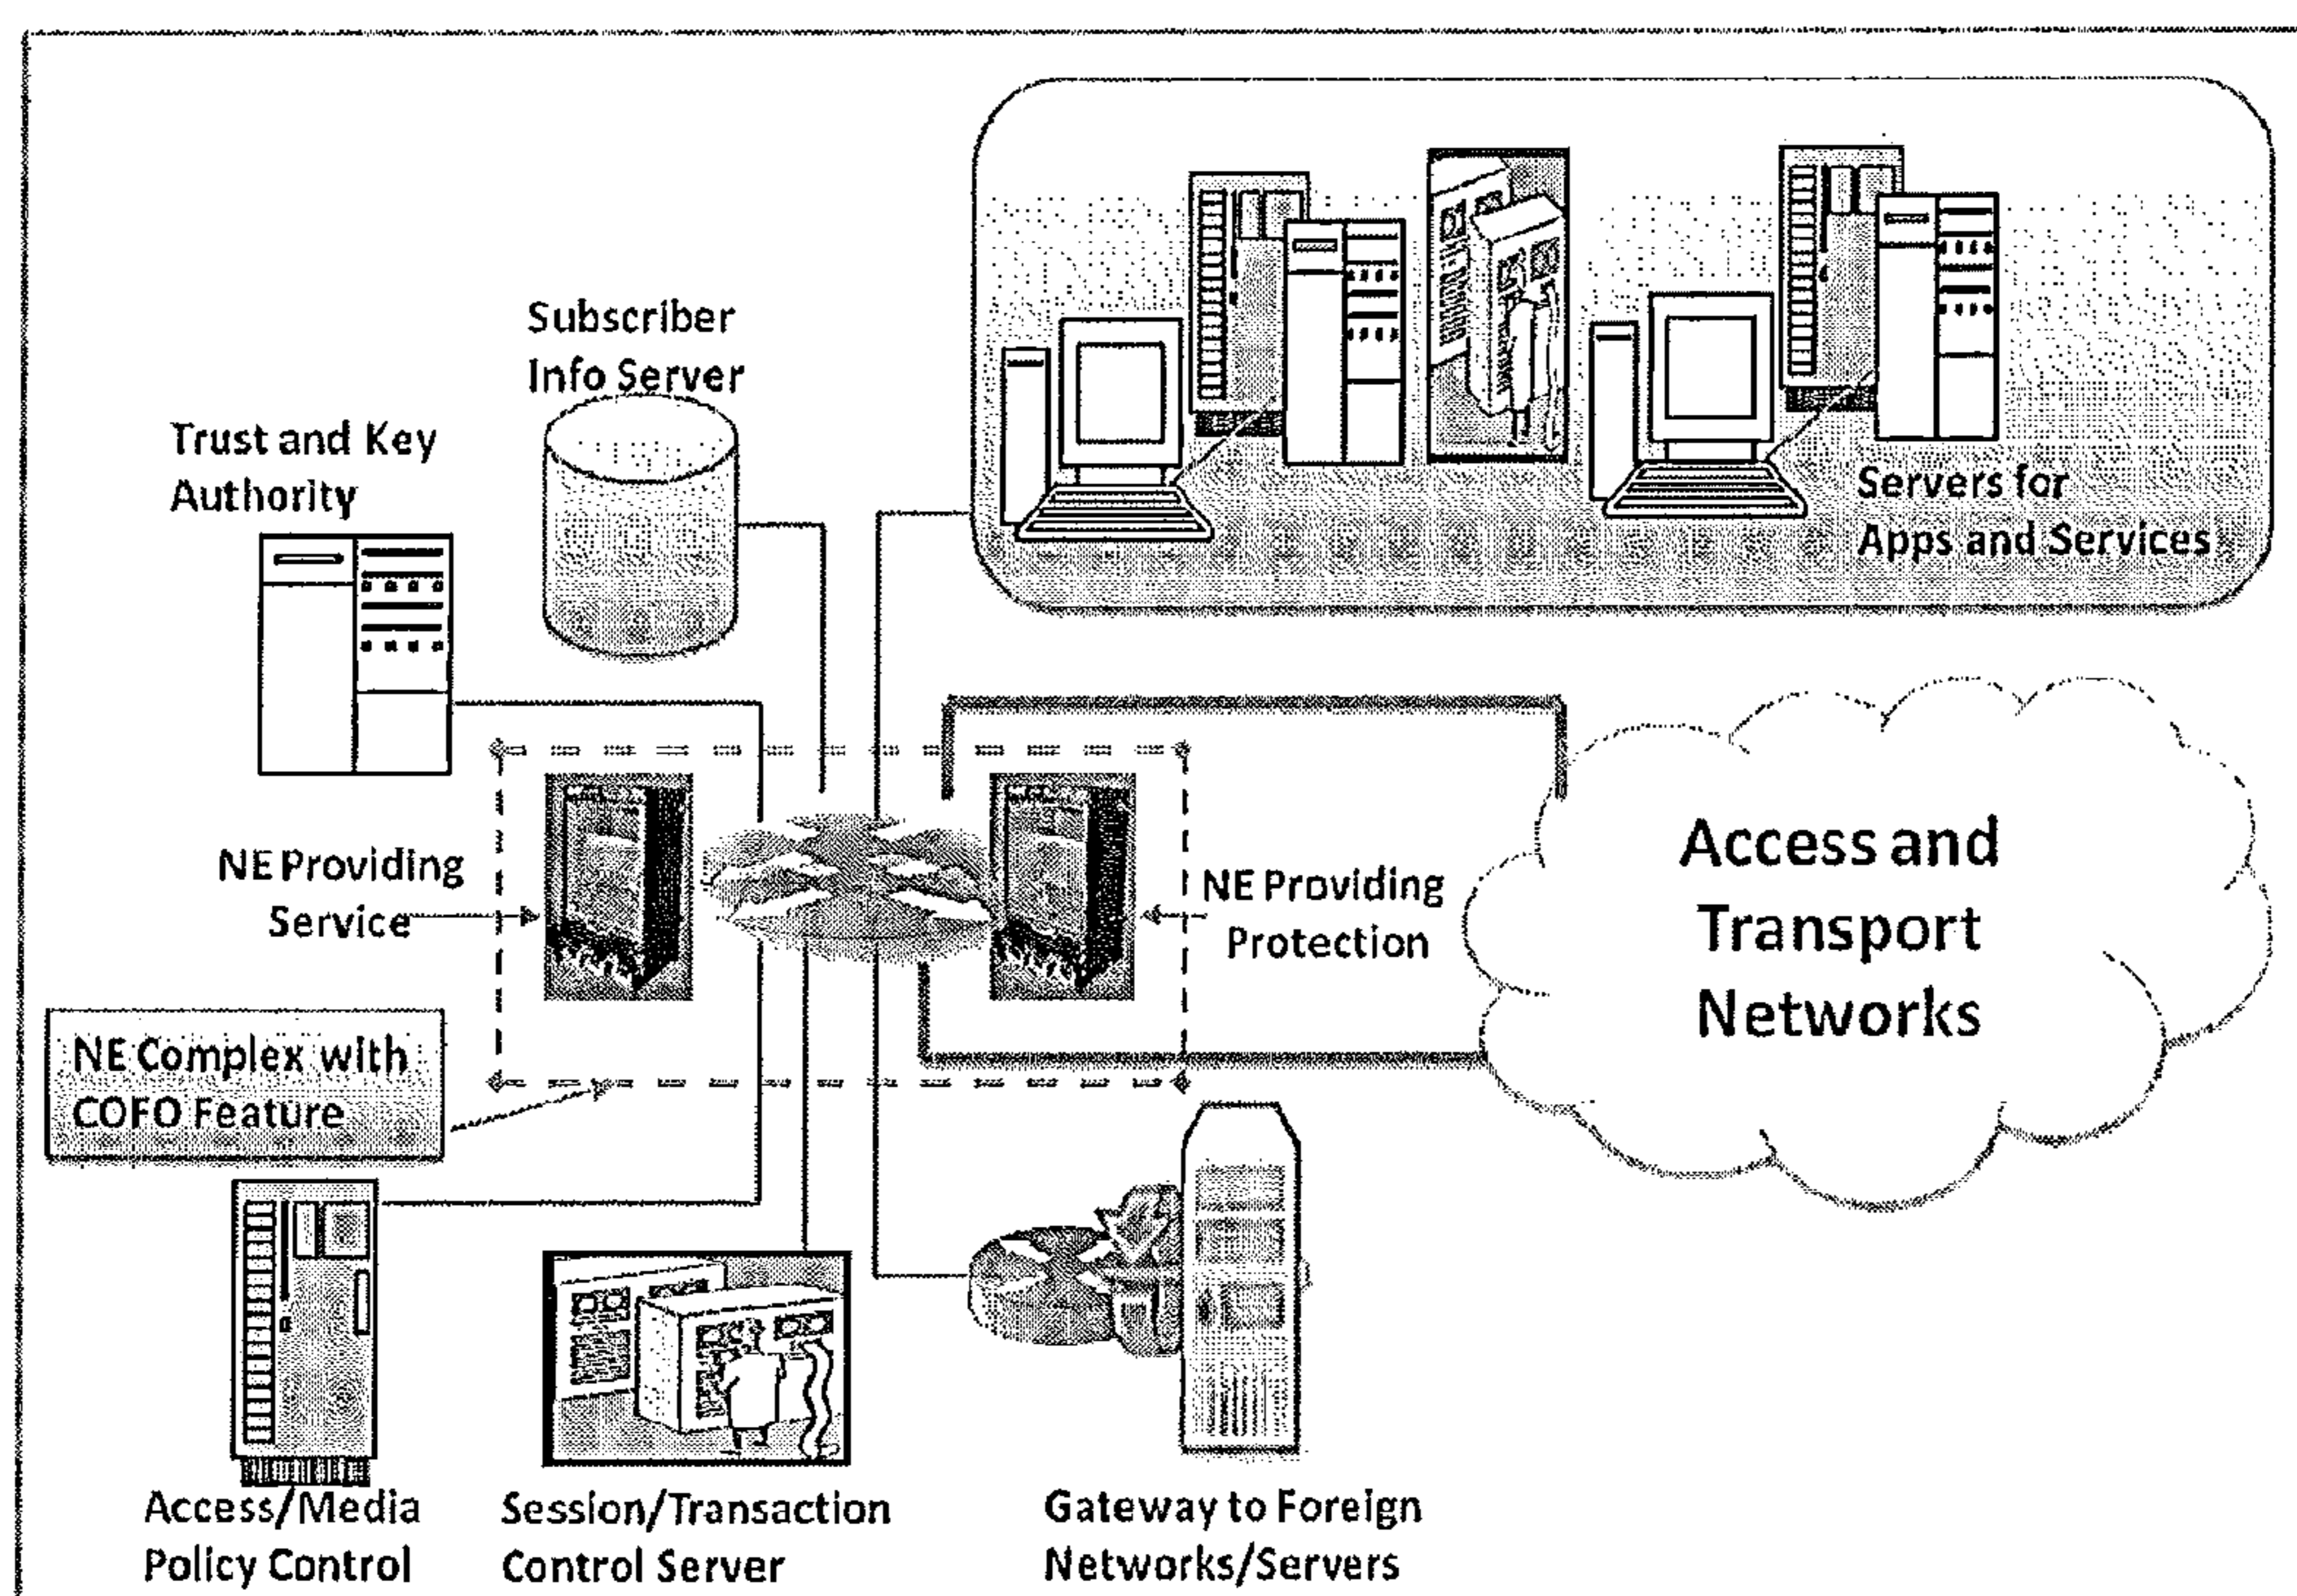 Subscriber
Info Server
Trust and Key
Authority
Servers for
Apps and Services
NE Providing
Service
NE Providing
Protection
Access and
Transport
Networks
NE Complex with
COFO Feature
Access/Media
Policy Control
Session/Transaction
Control Server
Gateway to Foreign
Networks/Servers